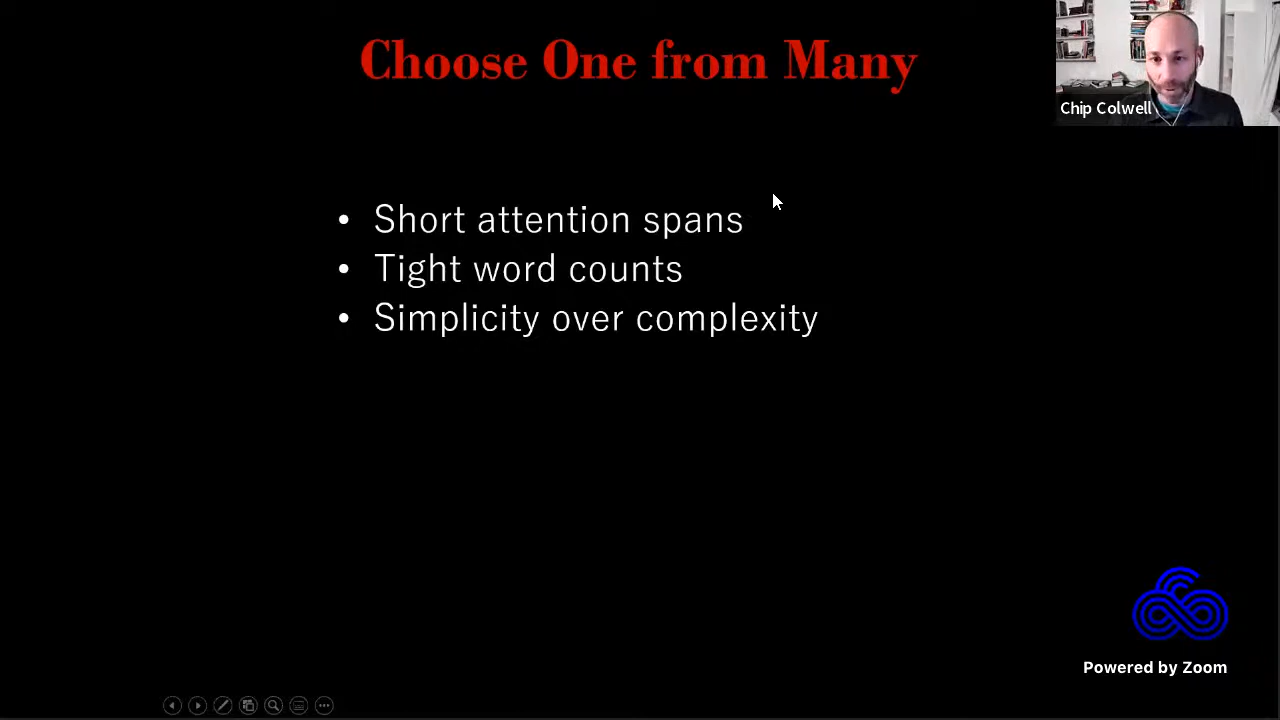 Choose One from Many
Chip Colwell
• Short attention spans
• Tight word counts
• Simplicity over complexity
Powered by Zoom